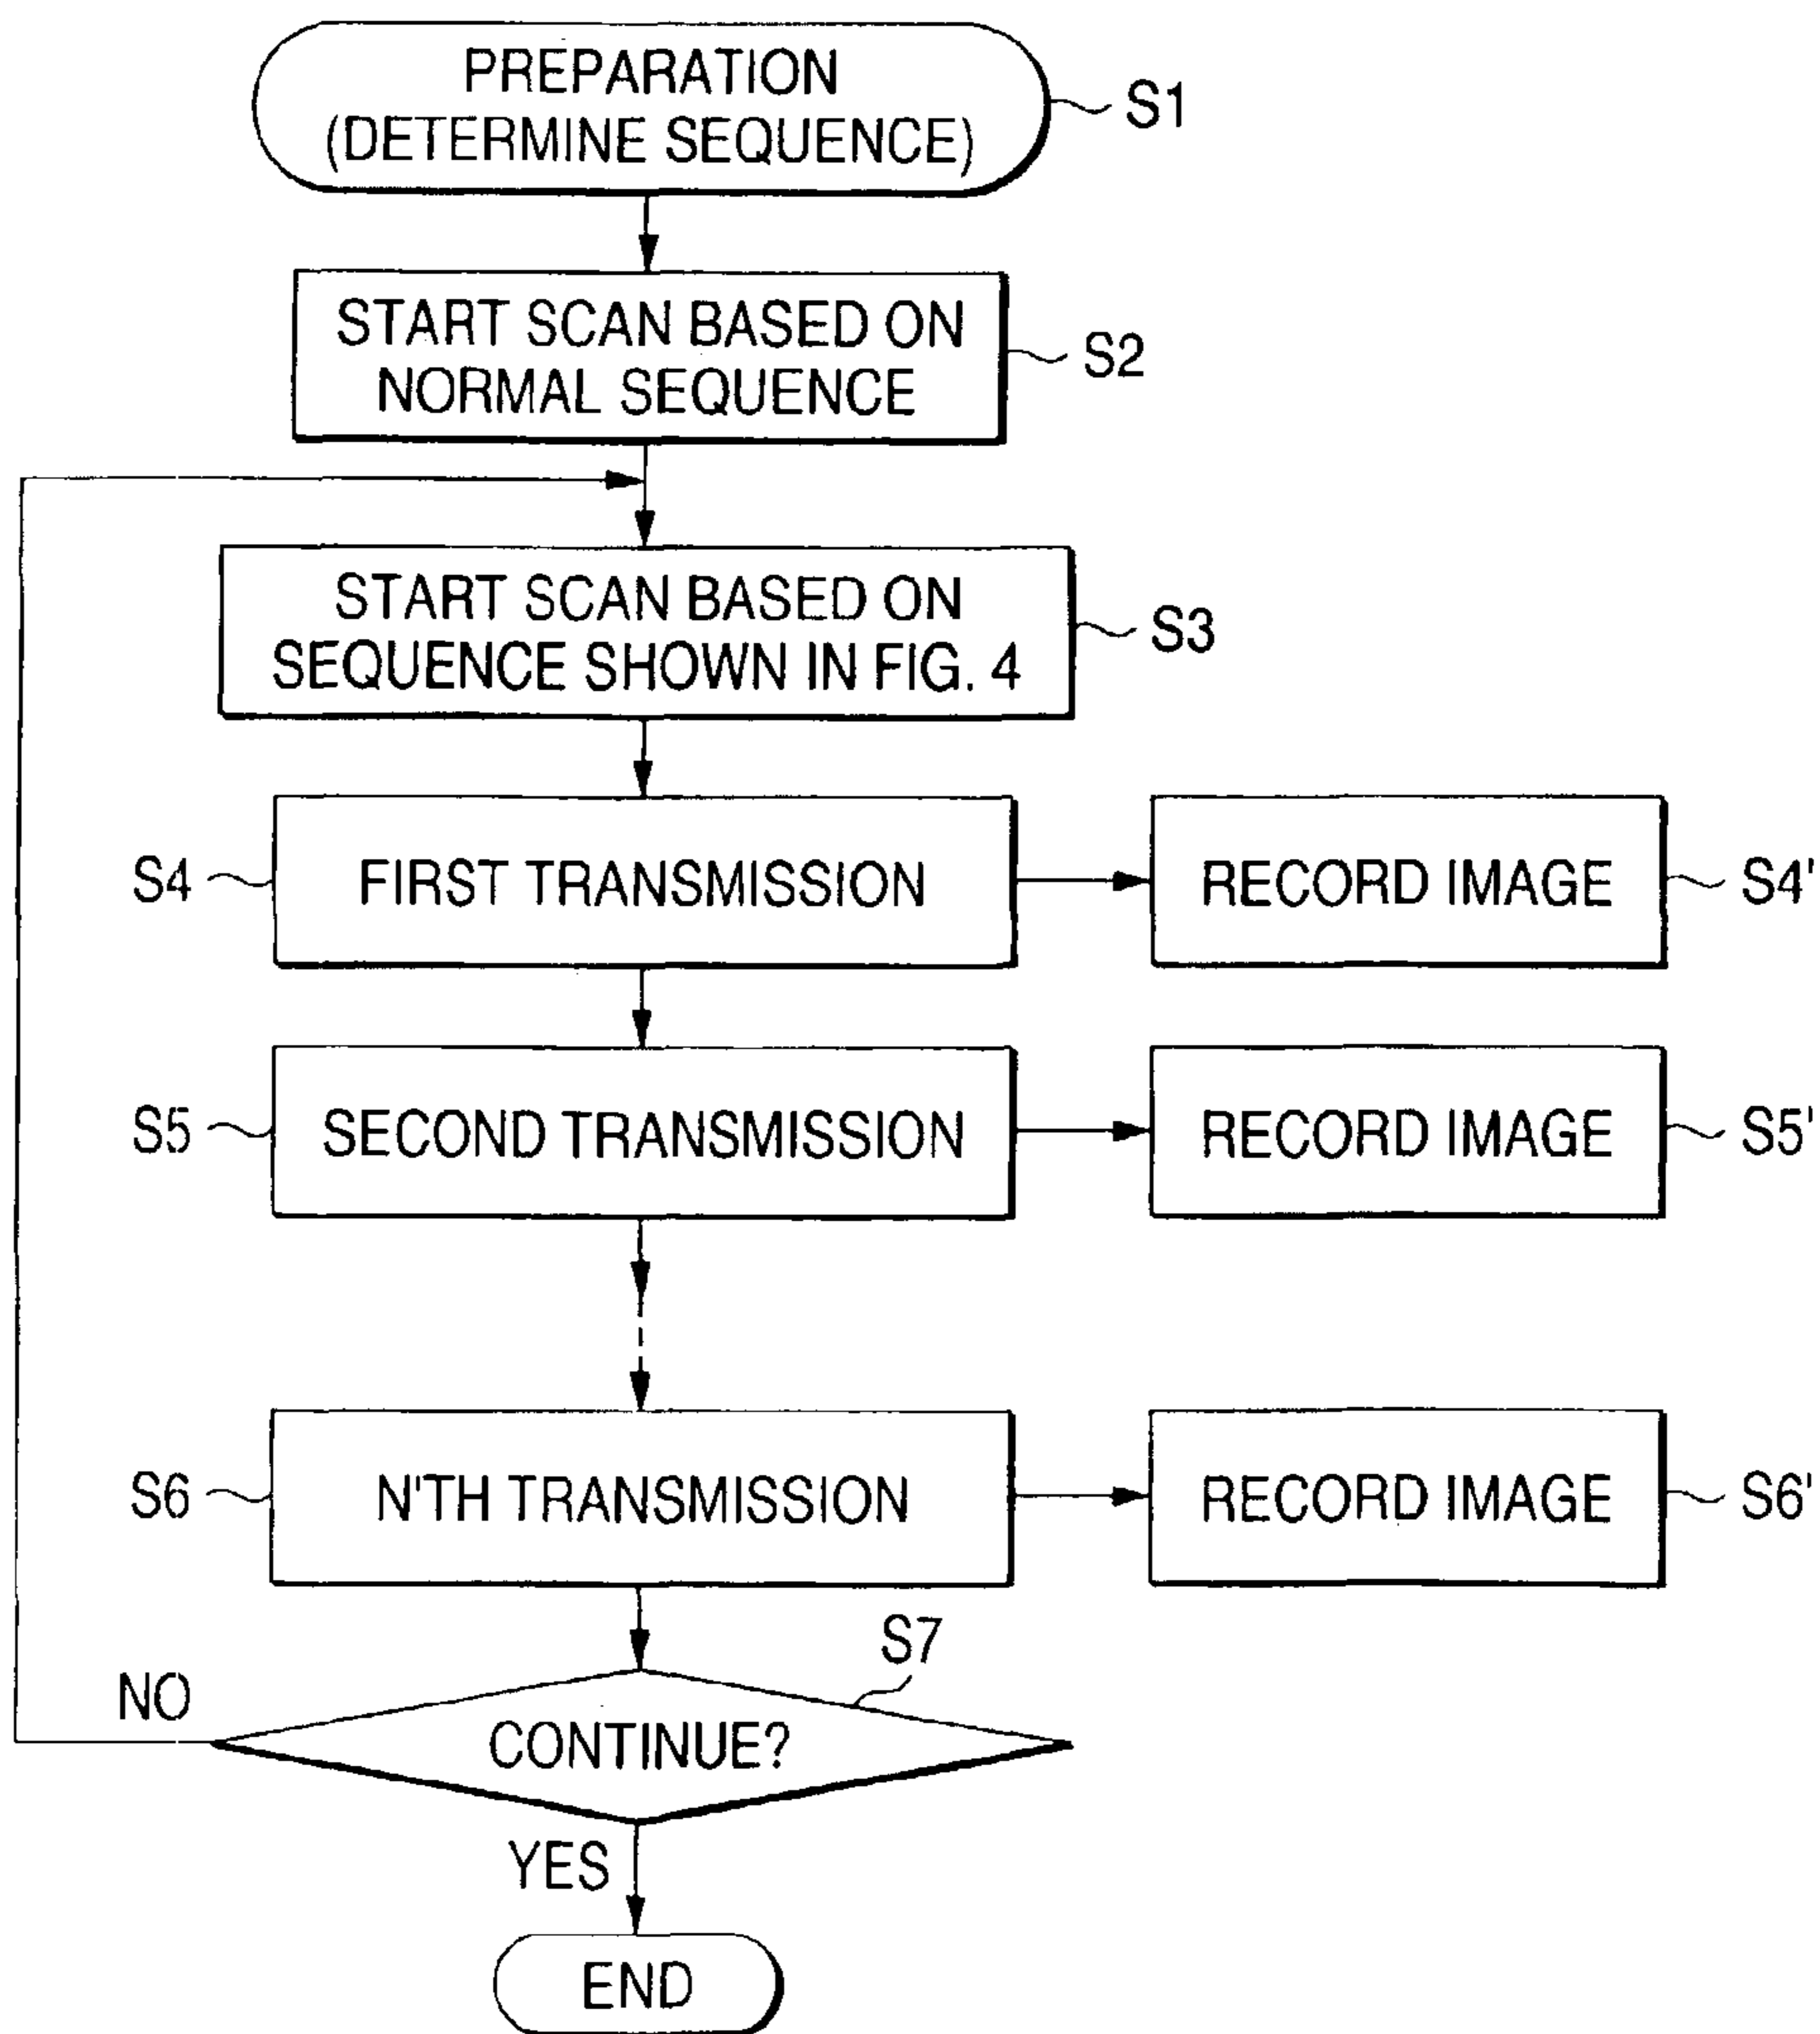 PREPARATION
(DETERMINE SEQUENCE)
S1
START SCAN BASED ON
NORMAL SEQUENCE
S2
START SCAN BASED ON
SEQUENCE SHOWN IN FIG. 4
S3
S4
FIRST TRANSMISSION
RECORD IMAGE
S4'
S5
SECOND TRANSMISSION
RECORD IMAGE
S5'
S6
N'TH TRANSMISSION
RECORD IMAGE
S6'
S7
NO
CONTINUE?
YES
END